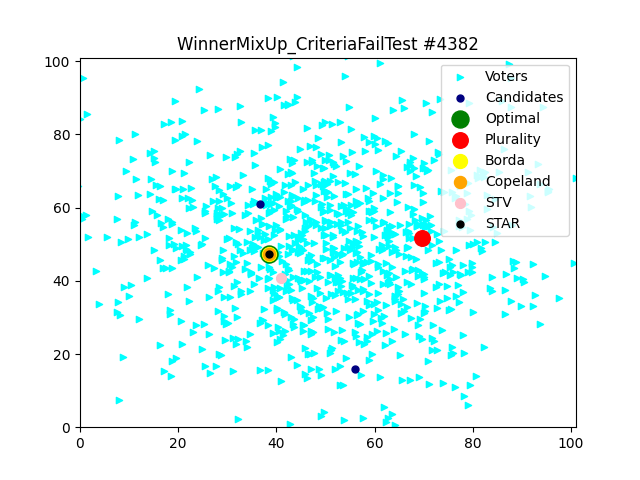 WinnerMixUp_CriteriaFailTest #4382
100
80
60
40
20
0
0
20
40
60
80
100
Voters
Candidates
Optimal
Plurality
Borda
Copeland
STV
STAR